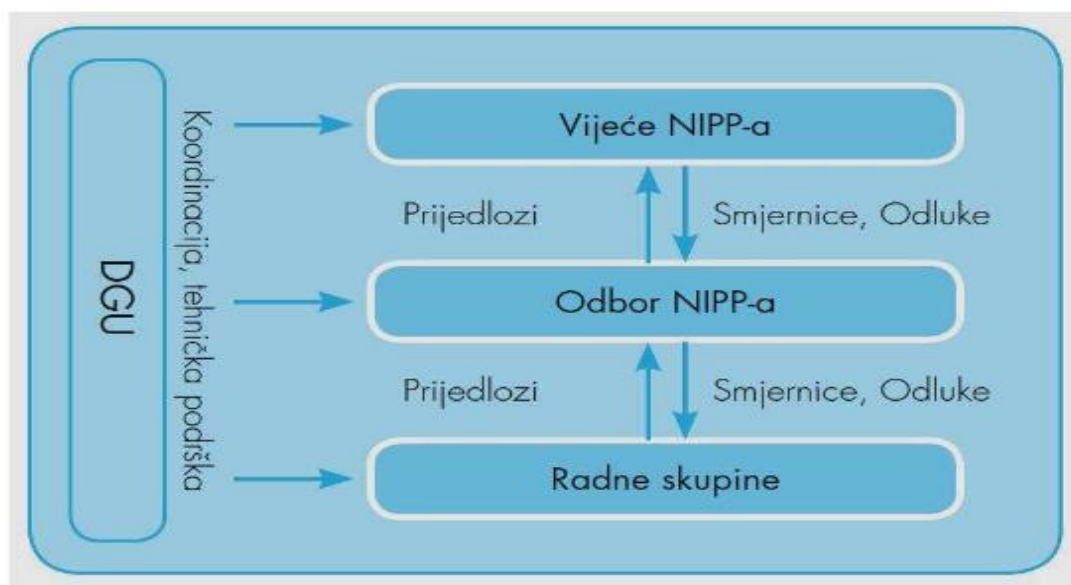 DGU
Koordinacija, tehnička podrška
Vijeće NIPP-a
Prijedlozi
Smjernice, Odluke
Odbor NIPP-a
Prijedlozi
Smjernice, Odluke
Radne skupine